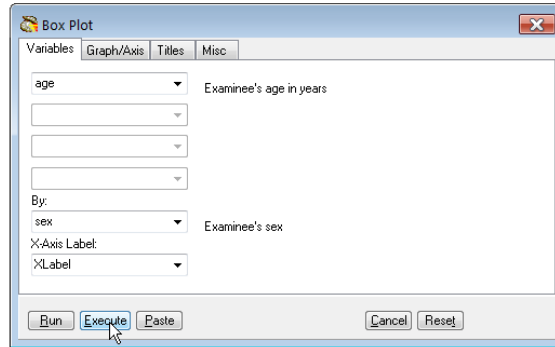 Box Plot
Variables Graph/Axis Titles Misc
age Examinee's age in years
By:
sex Examinee's sex
X-Axis Label:
XLabel
Run Execute Paste Cancel Reset